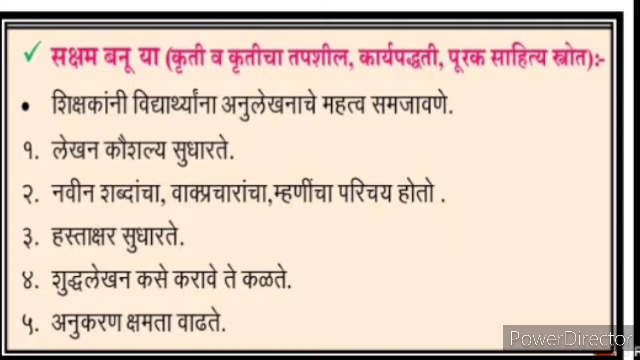 ✓ सक्षम बनू या (कृती व कृतीचा तपशील, कार्यपद्धती, पूरक साहित्य स्त्रोत):-
• शिक्षकांनी विद्यार्थ्यांना अनुलेखनाचे महत्व समजावणे.
१. लेखन कौशल्य सुधारते.
२. नवीन शब्दांचा, वाक्प्रचारांचा,म्हणींचा परिचय होतो .
३. हस्ताक्षर सुधारते.
४. शुद्धलेखन कसे करावे ते कळते.
५. अनुकरण क्षमता वाढते.
PowerDirector